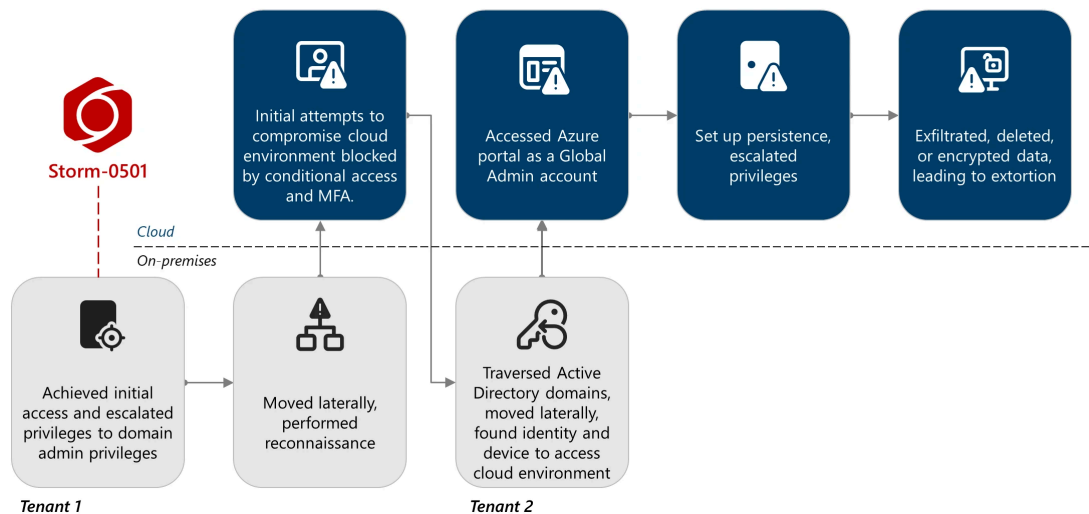 Storm-0501
Initial attempts to
compromise cloud
environment blocked
by conditional access
and MFA.
Accessed Azure
portal as a Global
Admin account
Set up persistence,
escalated
privileges
Exfiltrated, deleted,
or encrypted data,
leading to extortion
Cloud
On-premises
Achieved initial
access and escalated
privileges to domain
admin privileges
Moved laterally,
performed
reconnaissance
Traversed Active
Directory domains,
moved laterally,
found identity and
device to access
cloud environment
Tenant 1
Tenant 2